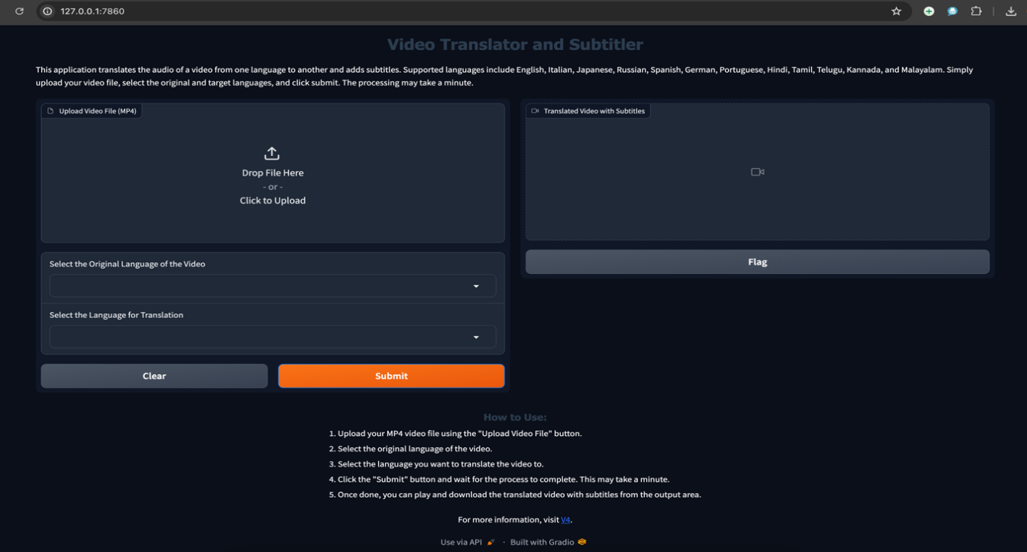 127.0.0.1:7860
Video Translator and Subtitler
This application translates the audio of a video from one language to another and adds subtitles. Supported languages include English, Italian, Japanese, Russian, Spanish, German, Portuguese, Hindi, Tamil, Telugu, Kannada, and Malayalam. Simply
upload your video file, select the original and target languages, and click submit. The processing may take a minute.
Upload Video File (MP4)
Drop File Here
- or -
Click to Upload
Select the Original Language of the Video
Select the Language for Translation
Clear
Submit
Translated Video with Subtitles
Flag
How to Use:
1. Upload your MP4 video file using the "Upload Video File" button.
2. Select the original language of the video.
3. Select the language you want to translate the video to.
4. Click the "Submit" button and wait for the process to complete. This may take a minute.
5. Once done, you can play and download the translated video with subtitles from the output area.
For more information, visit V4.
Use via API · Built with Gradio